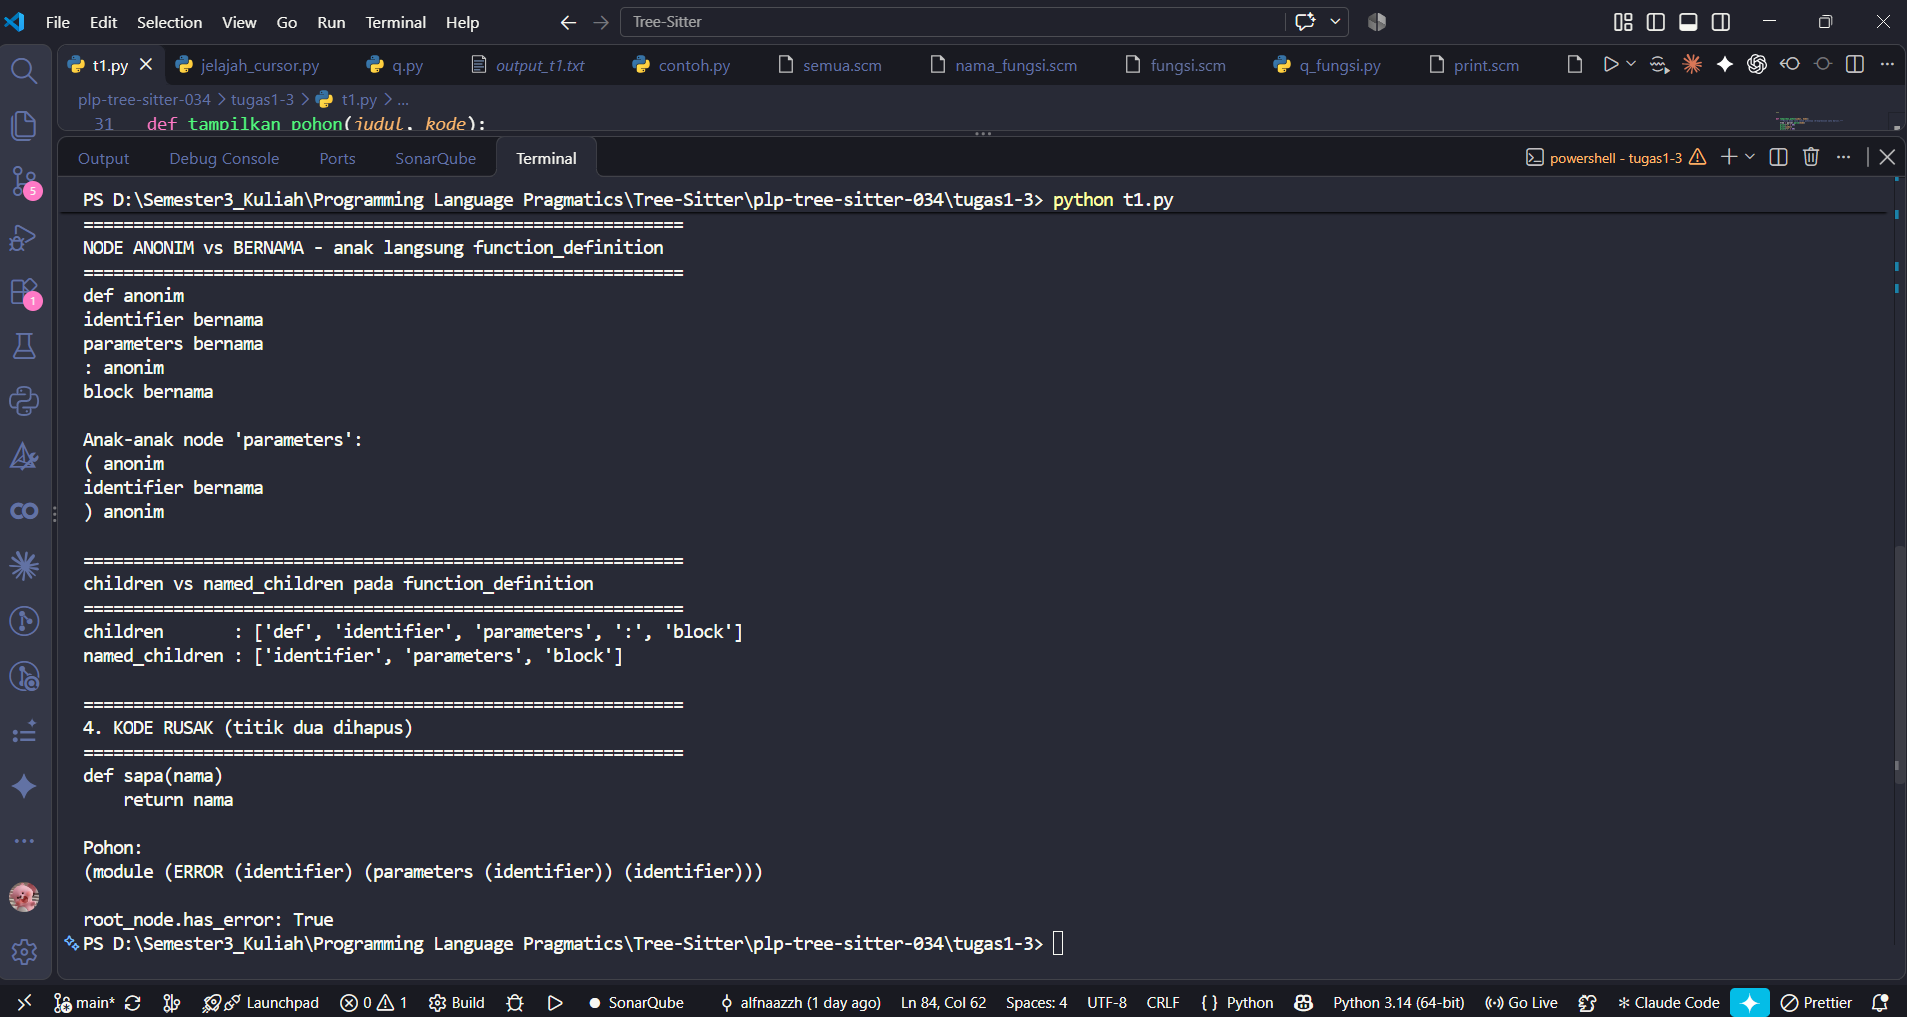 File Edit Selection View Go Run Terminal Help
Tree-Sitter
t1.py jelajah_cursor.py q.py output_t1.txt contoh.py semua.scm nama_fungsi.scm fungsi.scm q_fungsi.py print.scm
plp-tree-sitter-034 > tugas1-3 > t1.py > ...
31 def tampilkan_pohon(judul, kode):
Output Debug Console Ports SonarQube Terminal
powershell - tugas1-3
PS D:\Semester3_Kuliah\Programming Language Pragmatics\Tree-Sitter\plp-tree-sitter-034\tugas1-3> python t1.py
============================================================
NODE ANONIM vs BERNAMA - anak langsung function_definition
============================================================
def anonim
identifier bernama
parameters bernama
: anonim
block bernama
Anak-anak node 'parameters':
( anonim
identifier bernama
) anonim
============================================================
children vs named_children pada function_definition
============================================================
children       : ['def', 'identifier', 'parameters', ':', 'block']
named_children : ['identifier', 'parameters', 'block']
============================================================
4. KODE RUSAK (titik dua dihapus)
============================================================
def sapa(nama)
    return nama
Pohon:
(module (ERROR (identifier) (parameters (identifier)) (identifier)))
root_node.has_error: True
PS D:\Semester3_Kuliah\Programming Language Pragmatics\Tree-Sitter\plp-tree-sitter-034\tugas1-3>
5
1
main* Launchpad 0 1 Build SonarQube alfnaazzh (1 day ago) Ln 84, Col 62 Spaces: 4 UTF-8 CRLF { } Python Python 3.14 (64-bit) Go Live Claude Code Prettier